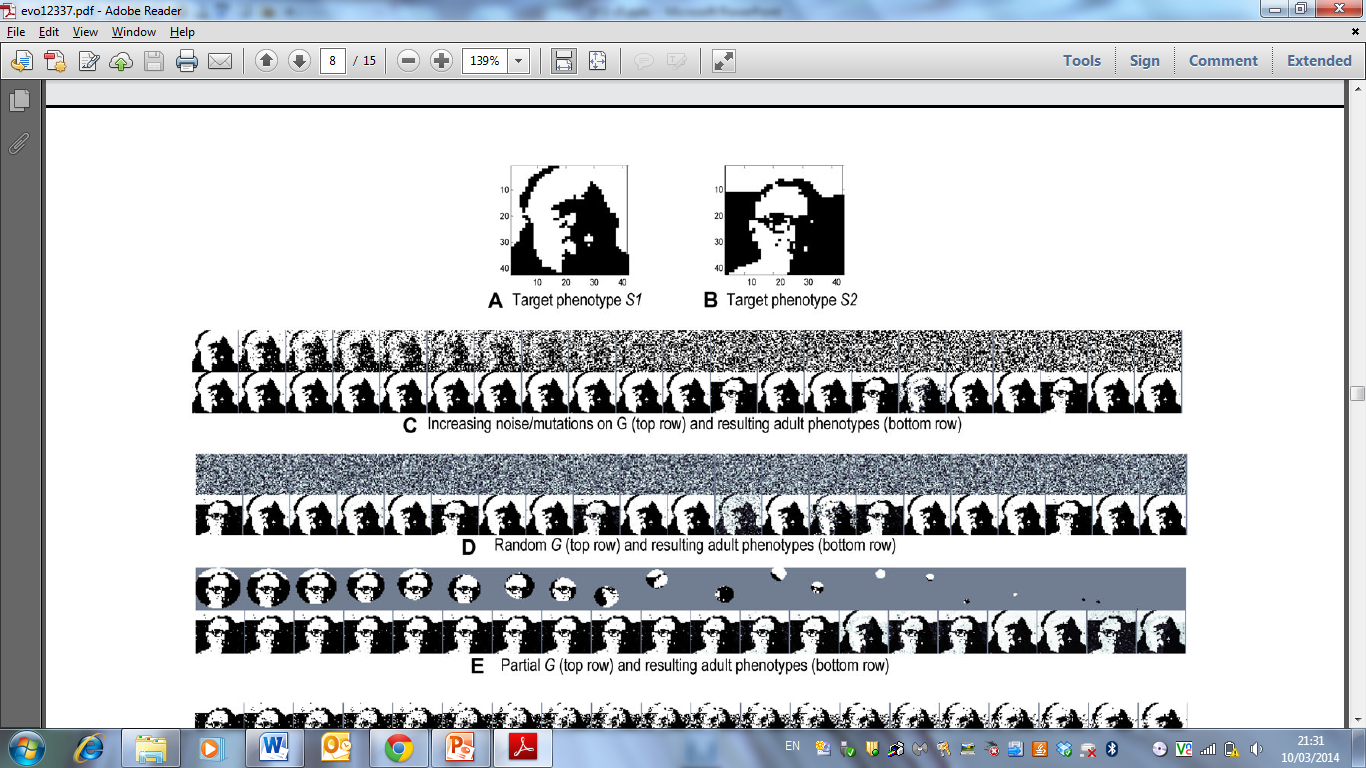 evo12337.pdf - Adobe Reader
File Edit View Window Help
8 / 15 139% Tools Sign Comment Extended
10 10
20 20
30 30
40 40
10 20 30 40 10 20 30 40
A Target phenotype S1 B Target phenotype S2
C Increasing noise/mutations on G (top row) and resulting adult phenotypes (bottom row)
D Random G (top row) and resulting adult phenotypes (bottom row)
E Partial G (top row) and resulting adult phenotypes (bottom row)
EN 21:31
10/03/2014